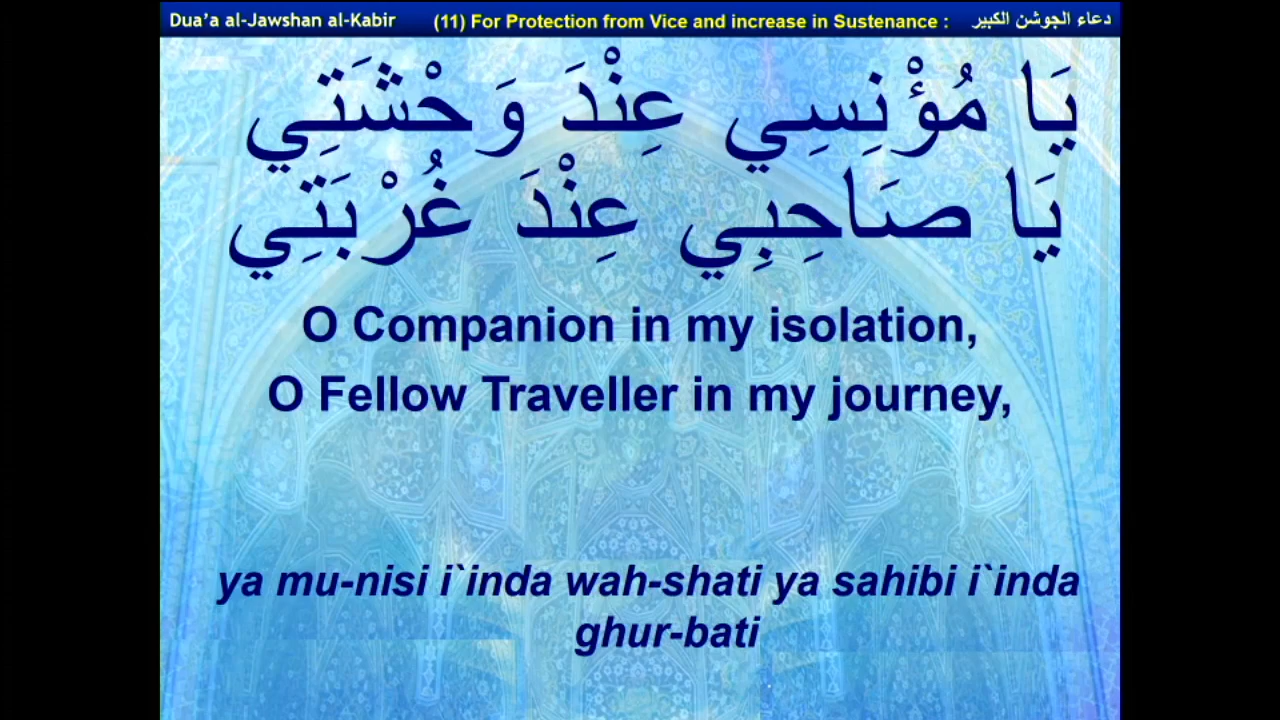 Dua’a al-Jawshan al-Kabir (11) For Protection from Vice and increase in Sustenance : دعاء الجوشن الكبير
يَا مُؤْنِسِي عِنْدَ وَحْشَتِي
يَا صَاحِبِي عِنْدَ غُرْبَتِي
O Companion in my isolation,
O Fellow Traveller in my journey,
ya mu-nisi i`inda wah-shati ya sahibi i`inda
ghur-bati